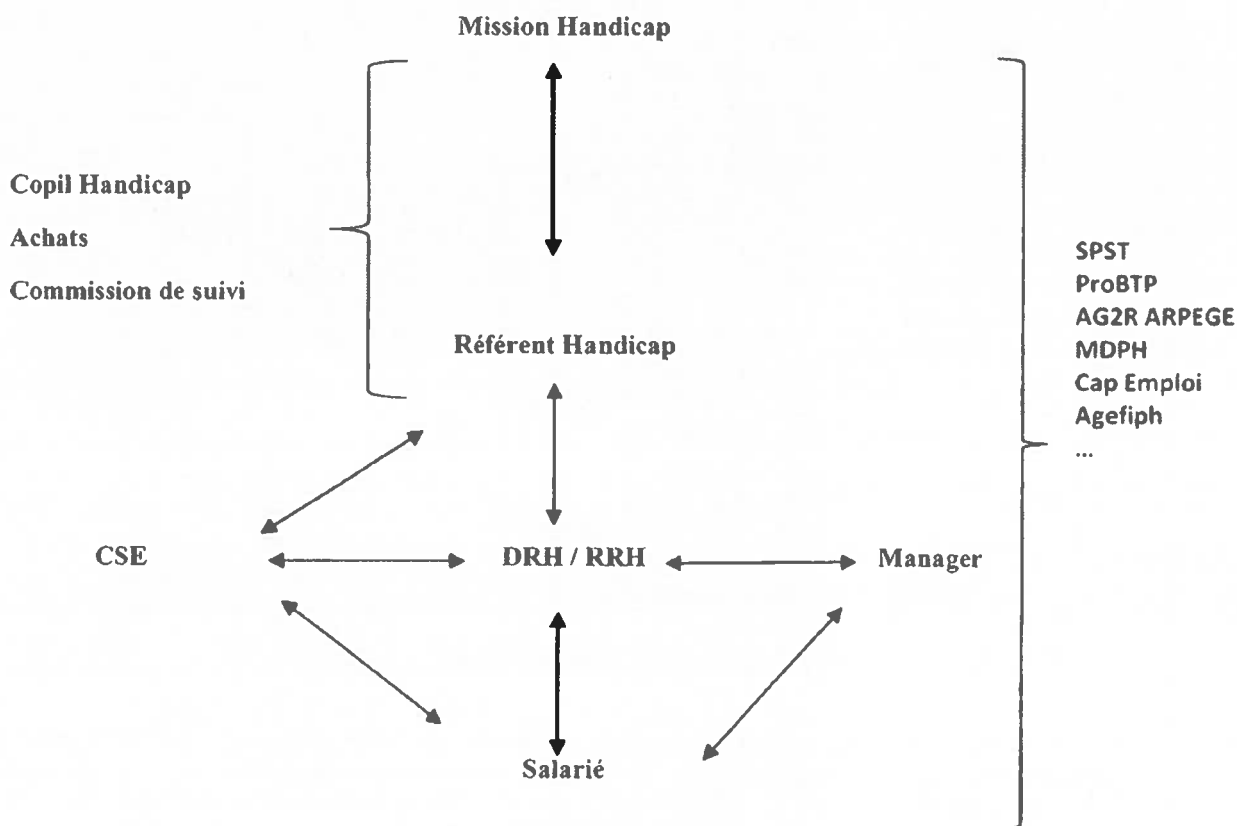 Mission Handicap
Copil Handicap
Achats
Commission de suivi
SPST
ProBTP
AG2R ARPEGE
MDPH
Cap Emploi
Agefiph
...
Référent Handicap
CSE
DRH / RRH
Manager
Salarié